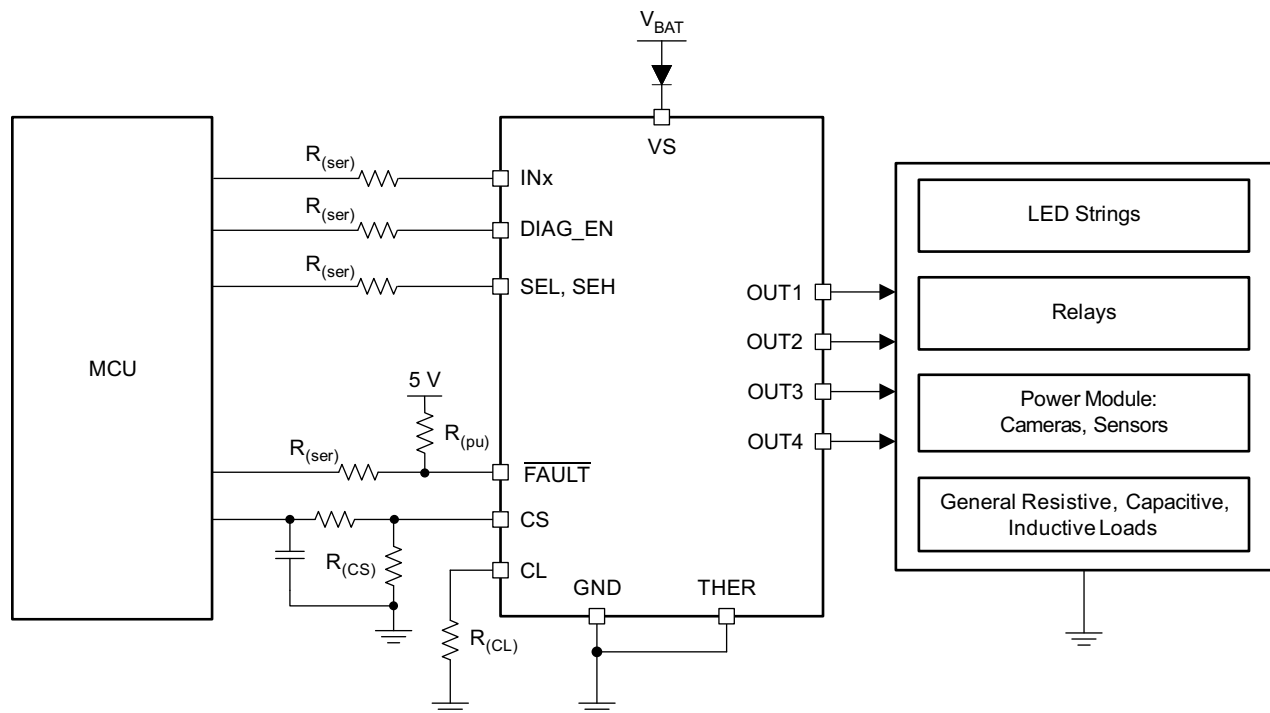 V(BAT)
VS
R(ser)
INx
R(ser)
DIAG_EN
R(ser)
SEL, SEH
MCU
5 V
R(pu)
R(ser)
FAULT
CS
R(CS)
CL
R(CL)
GND
THER
OUT1
OUT2
OUT3
OUT4
LED Strings
Relays
Power Module:
Cameras, Sensors
General Resistive, Capacitive,
Inductive Loads